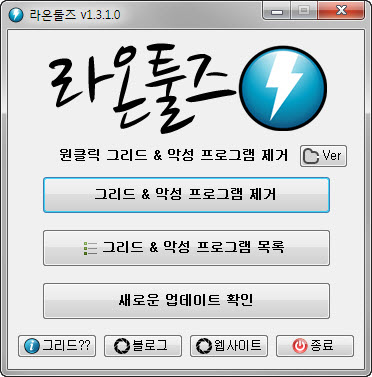 라온툴즈 v1.3.1.0
라온툴즈
원클릭 그리드 & 악성 프로그램 제거 Ver
그리드 & 악성 프로그램 제거
그리드 & 악성 프로그램 목록
새로운 업데이트 확인
그리드?? 블로그 웹사이트 종료